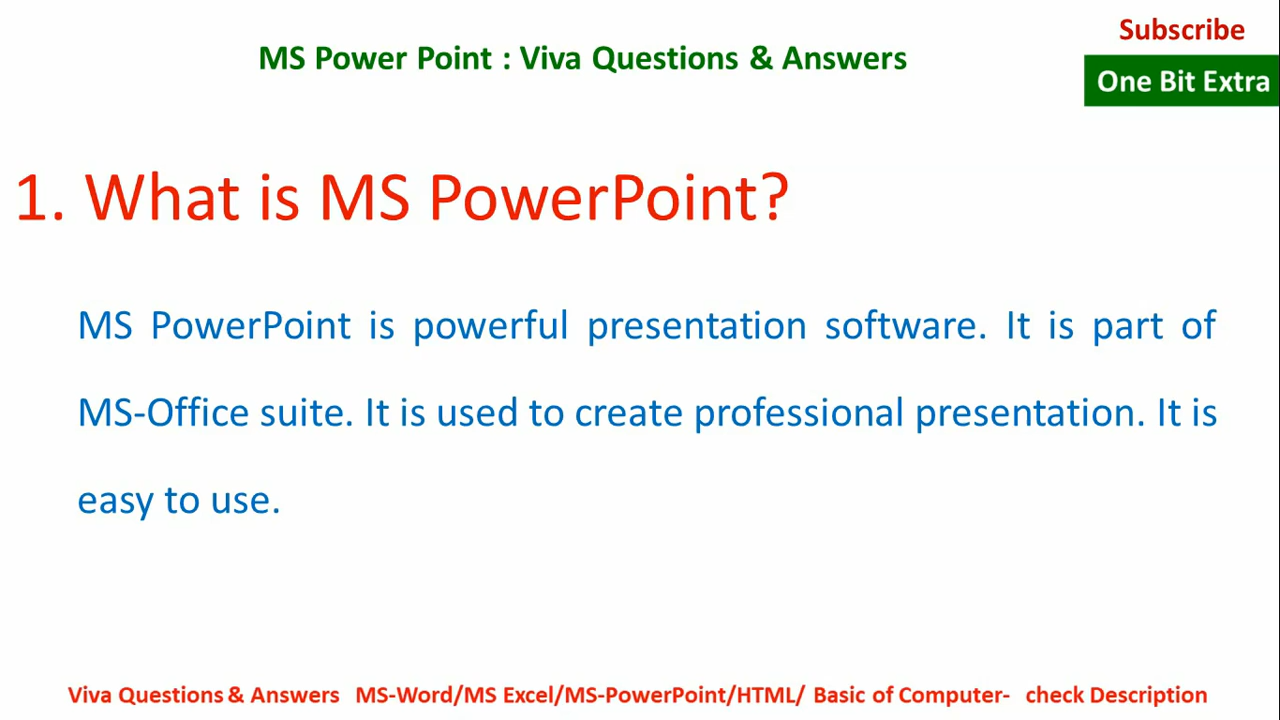 Subscribe
MS Power Point : Viva Questions & Answers
One Bit Extra
1. What is MS PowerPoint?
MS PowerPoint is powerful presentation software. It is part of
MS-Office suite. It is used to create professional presentation. It is
easy to use.
Viva Questions & Answers MS-Word/MS Excel/MS-PowerPoint/HTML/ Basic of Computer- check Description